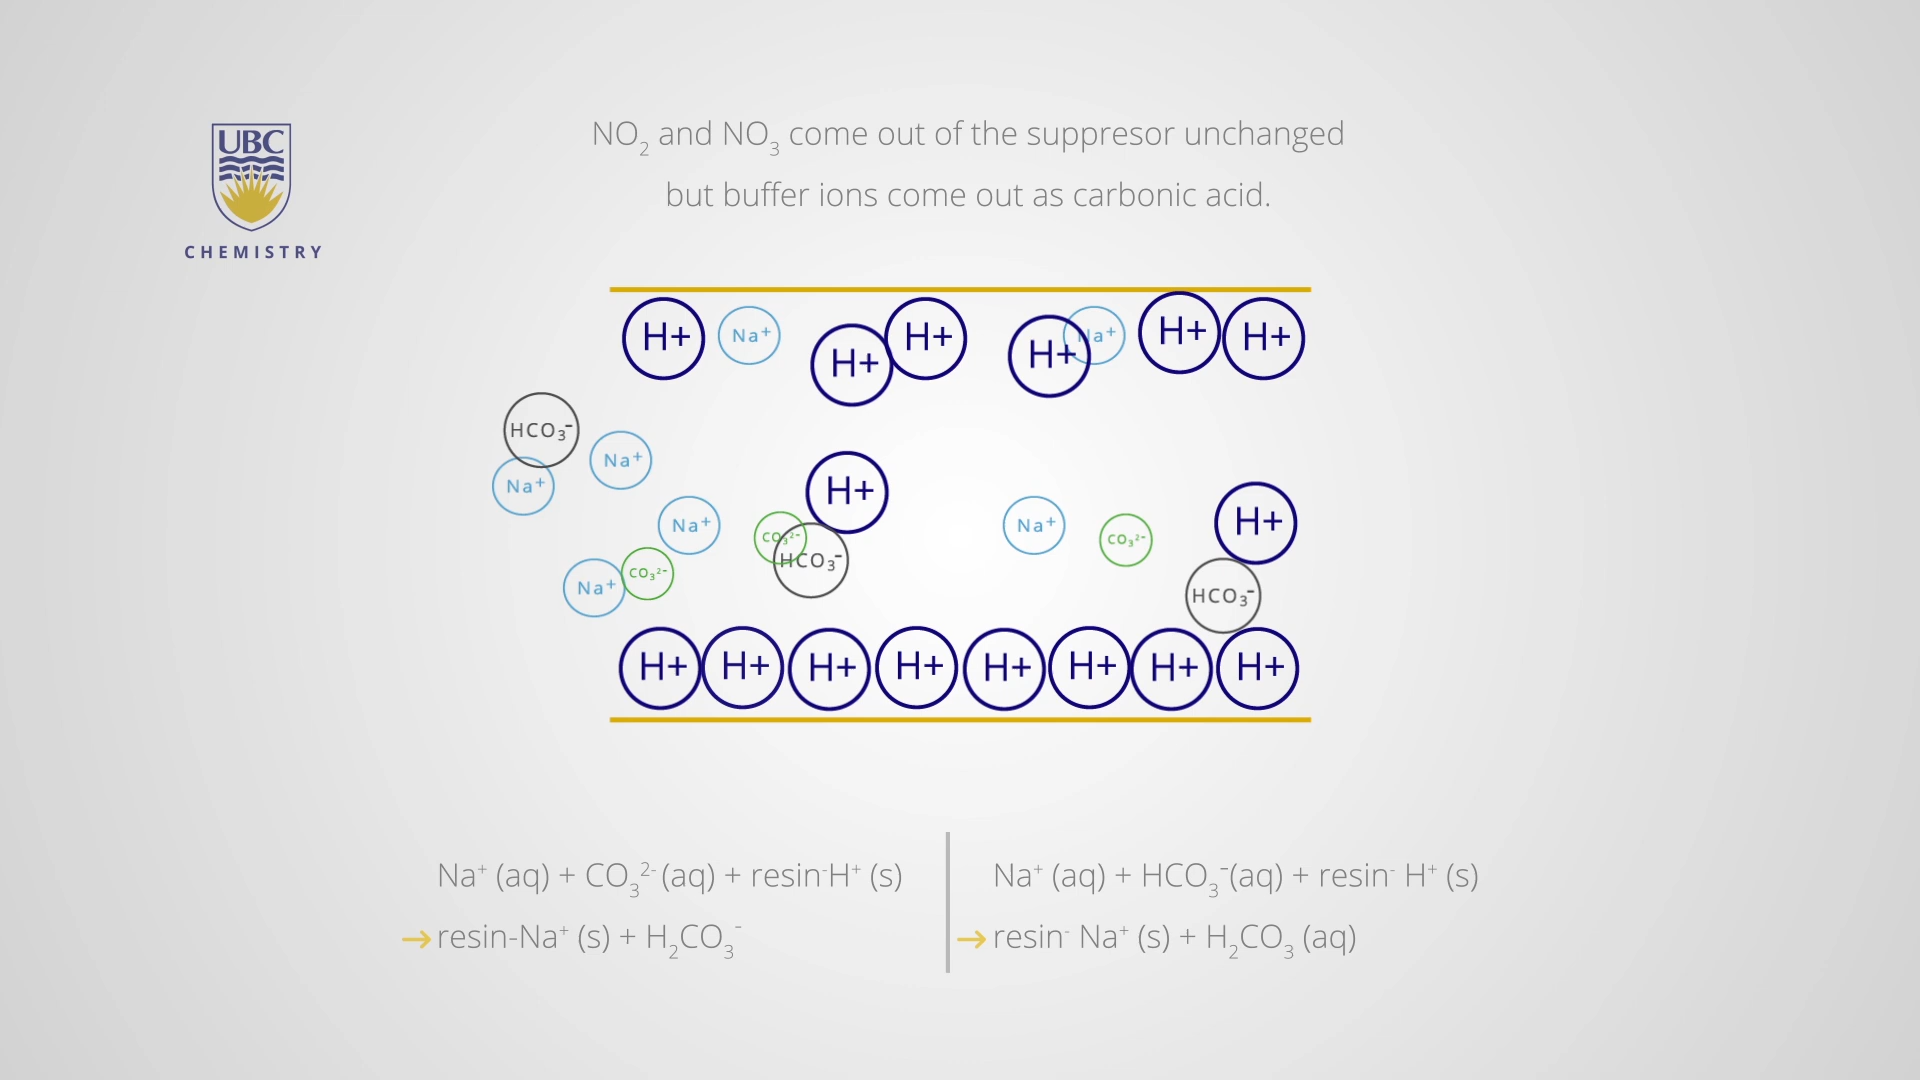 UBC
CHEMISTRY
NO₂ and NO₃ come out of the suppresor unchanged
but buffer ions come out as carbonic acid.
H+ Na⁺ H+ H+ H+ Na⁺ H+ H+
HCO₃⁻
Na⁺
Na⁺
H+
Na⁺ CO₃²⁻ HCO₃⁻ Na⁺ CO₃²⁻ H+
Na⁺ CO₃²⁻ HCO₃⁻
H+ H+ H+ H+ H+ H+ H+ H+
Na⁺ (aq) + CO₃²⁻ (aq) + resin⁻H⁺ (s)
→ resin-Na⁺ (s) + H₂CO₃⁻
Na⁺ (aq) + HCO₃⁻(aq) + resin⁻ H⁺ (s)
→ resin⁻ Na⁺ (s) + H₂CO₃ (aq)